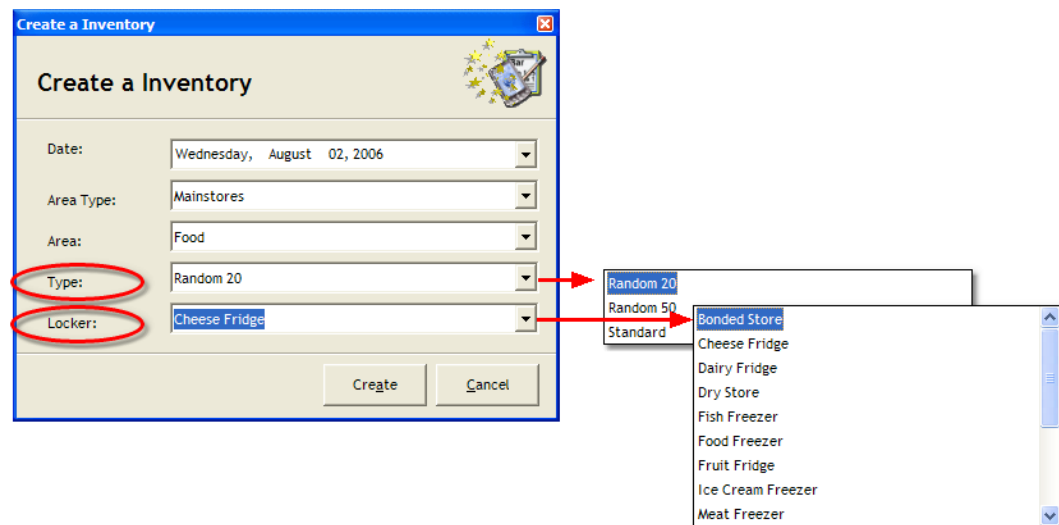 Create a Inventory
Create a Inventory
Bar
Date:
Wednesday, August 02, 2006
Area Type:
Mainstores
Area:
Food
Type:
Random 20
Locker:
Cheese Fridge
Create
Cancel
Random 20
Random 50
Standard
Bonded Store
Cheese Fridge
Dairy Fridge
Dry Store
Fish Freezer
Food Freezer
Fruit Fridge
Ice Cream Freezer
Meat Freezer